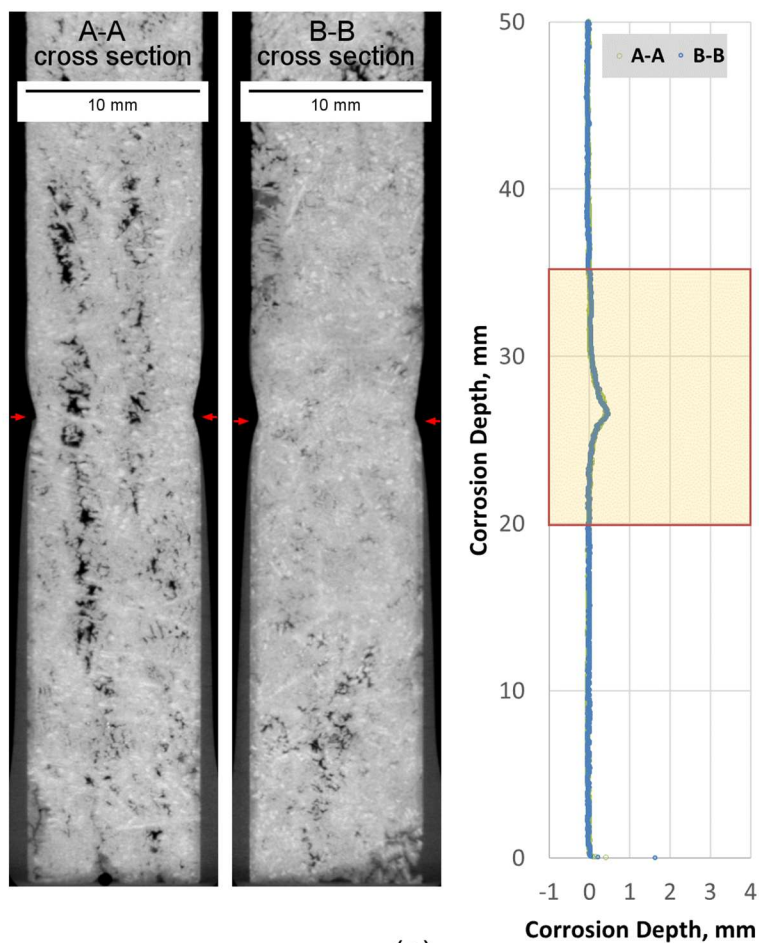 A-A
cross section
10 mm
B-B
cross section
10 mm
A-A B-B
50
40
30
20
10
0
-1 0 1 2 3 4
Corrosion Depth, mm
Corrosion Depth, mm